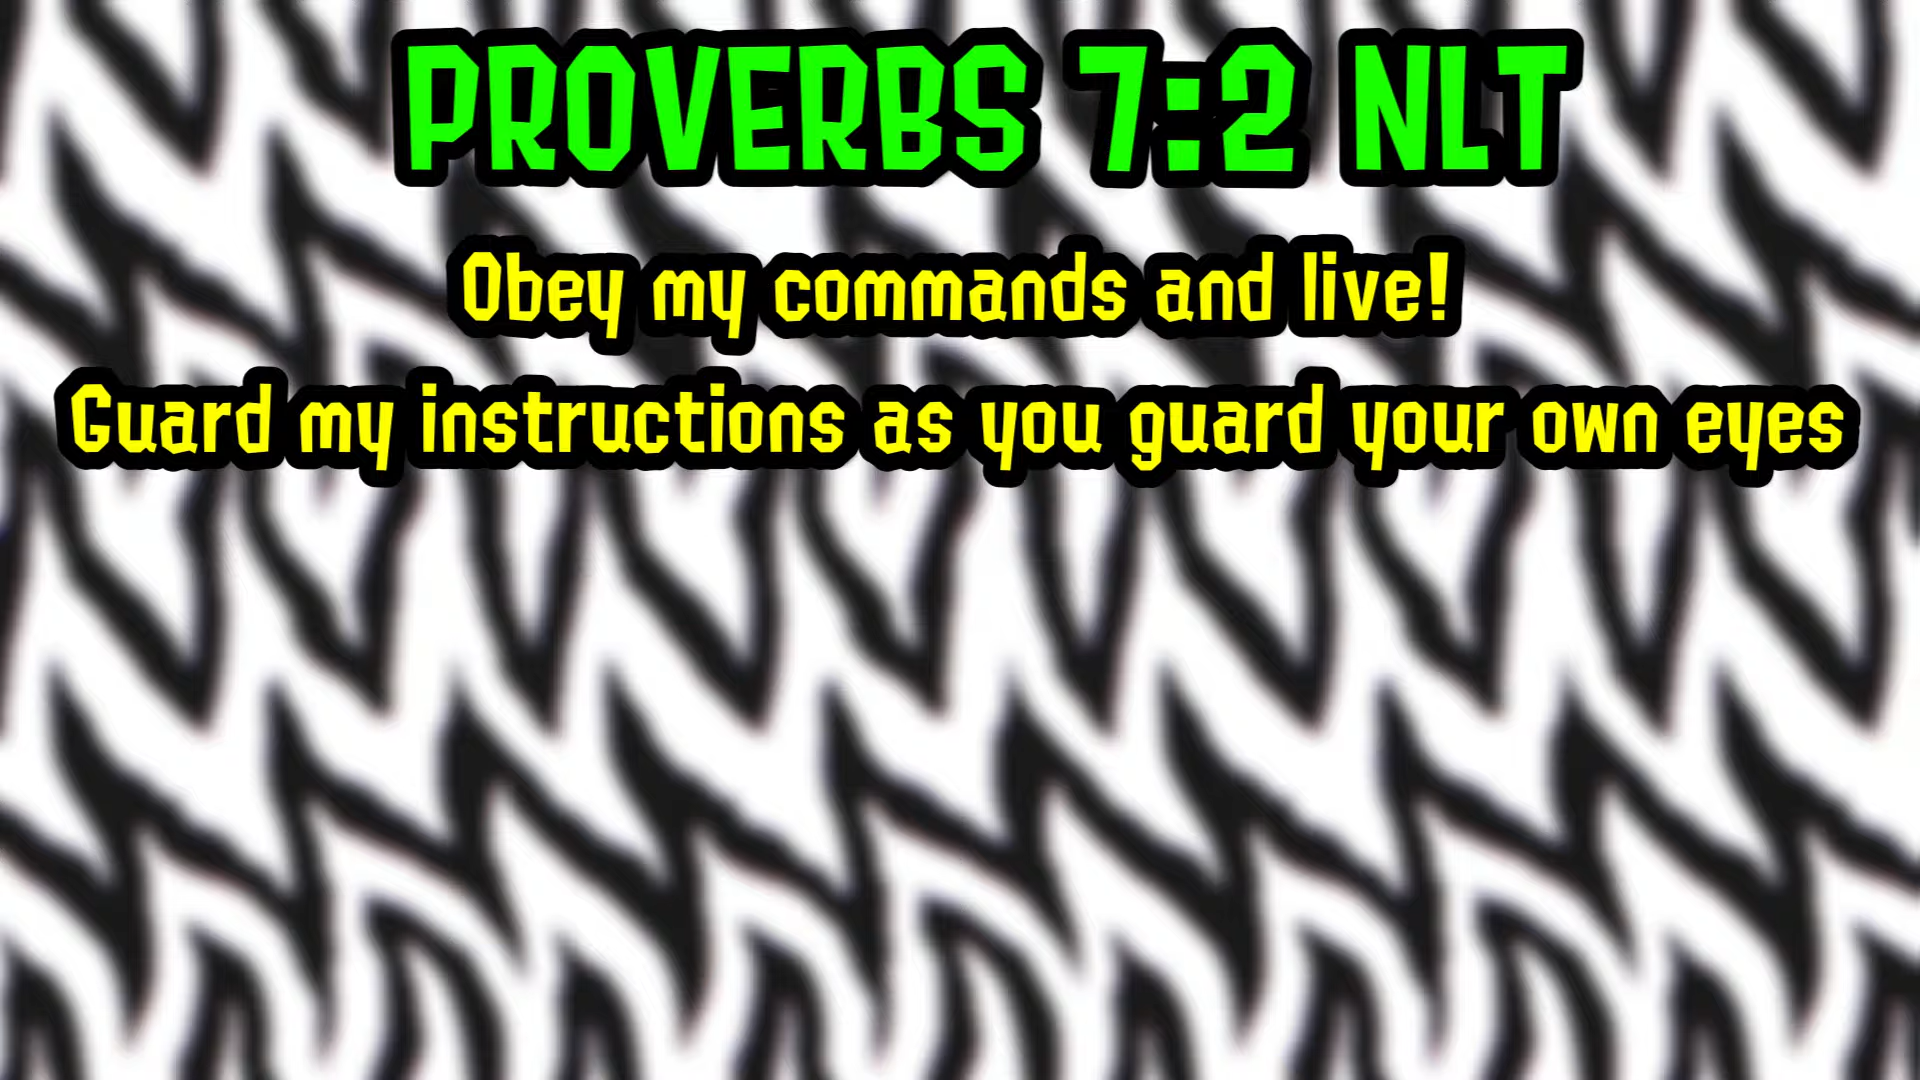 PROVERBS 7:2 NLT
Obey my commands and live!
Guard my instructions as you guard your own eyes